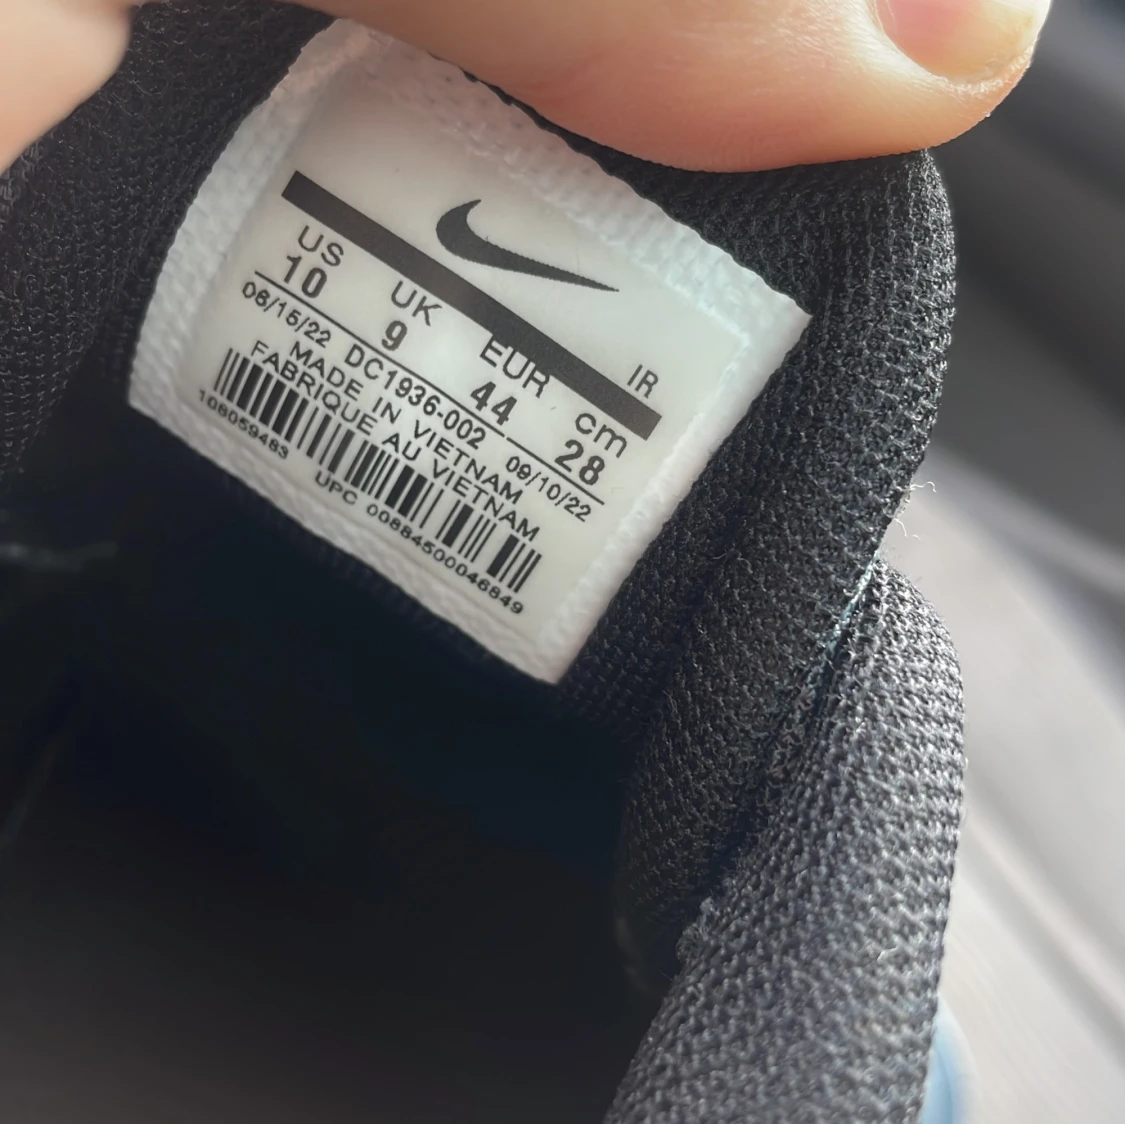 IR
US UK EUR cm
10 9 44 28
06/15/22 DC1936-002 09/10/22
MADE IN VIETNAM
FABRIQUE AU VIETNAM
108059483 UPC 00884500046849